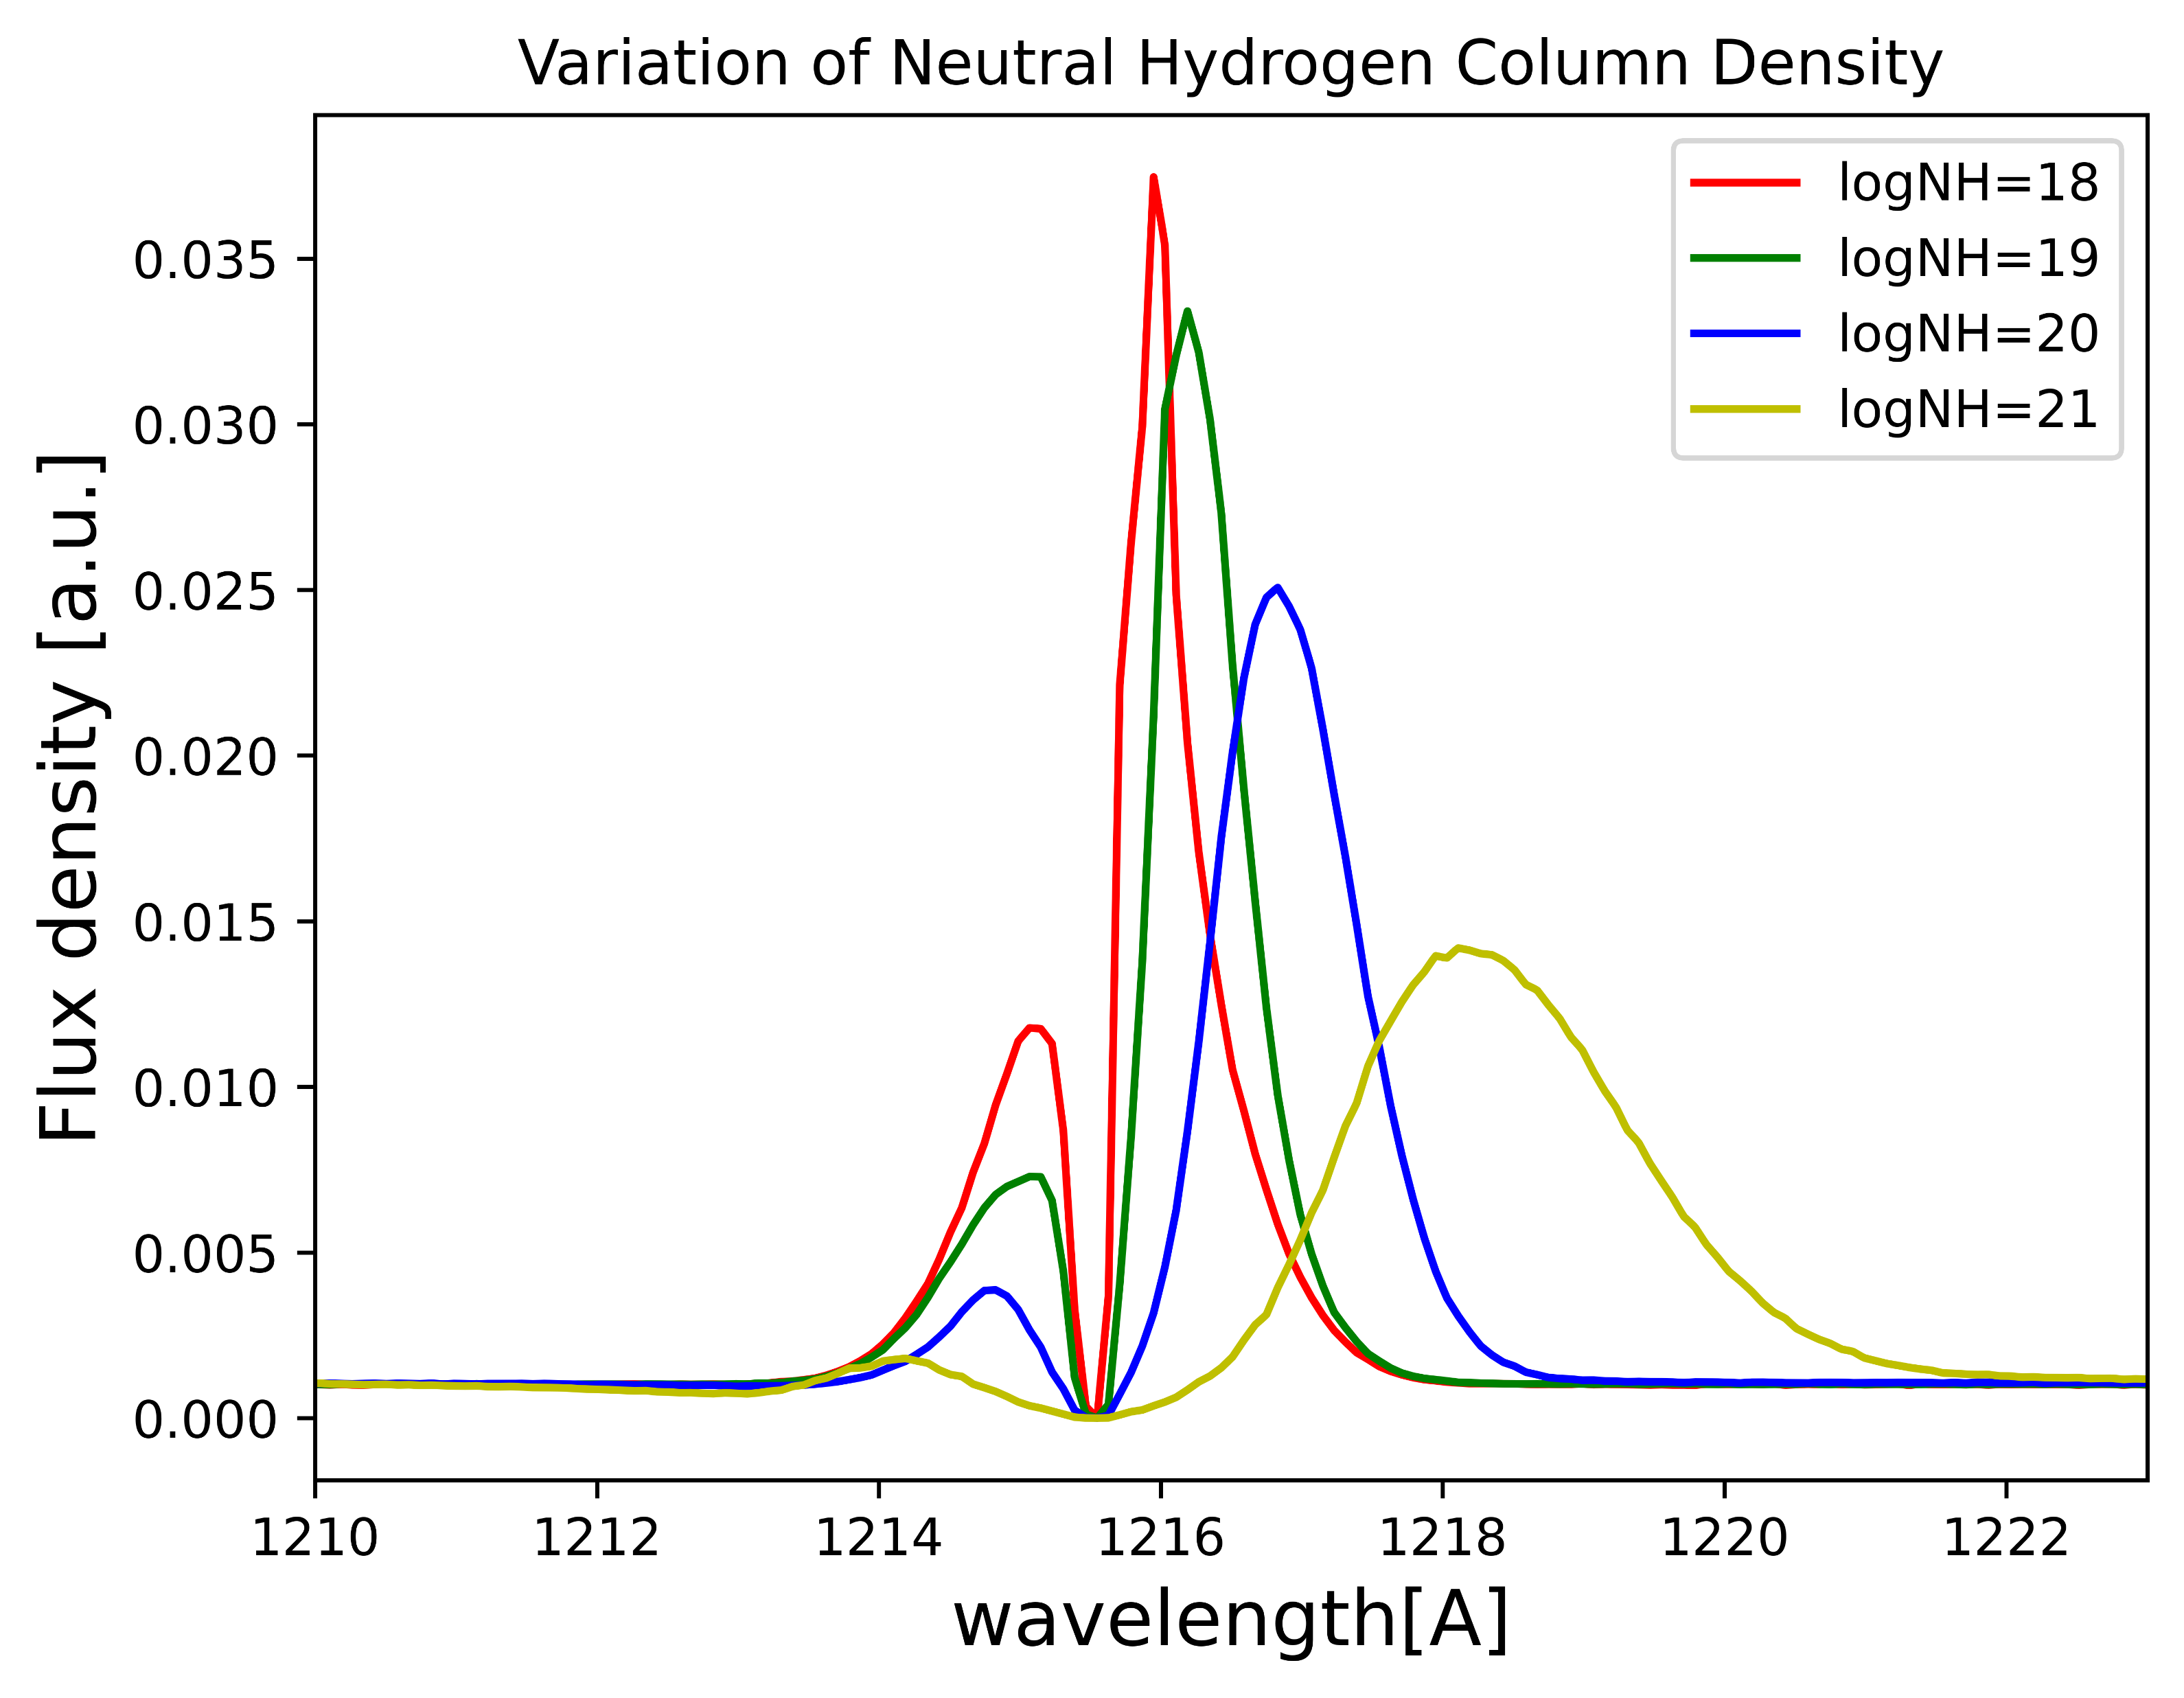 Variation of Neutral Hydrogen Column Density
logNH=18
logNH=19
logNH=20
logNH=21
Flux density [a.u.]
0.035
0.030
0.025
0.020
0.015
0.010
0.005
0.000
1210 1212 1214 1216 1218 1220 1222
wavelength[A]